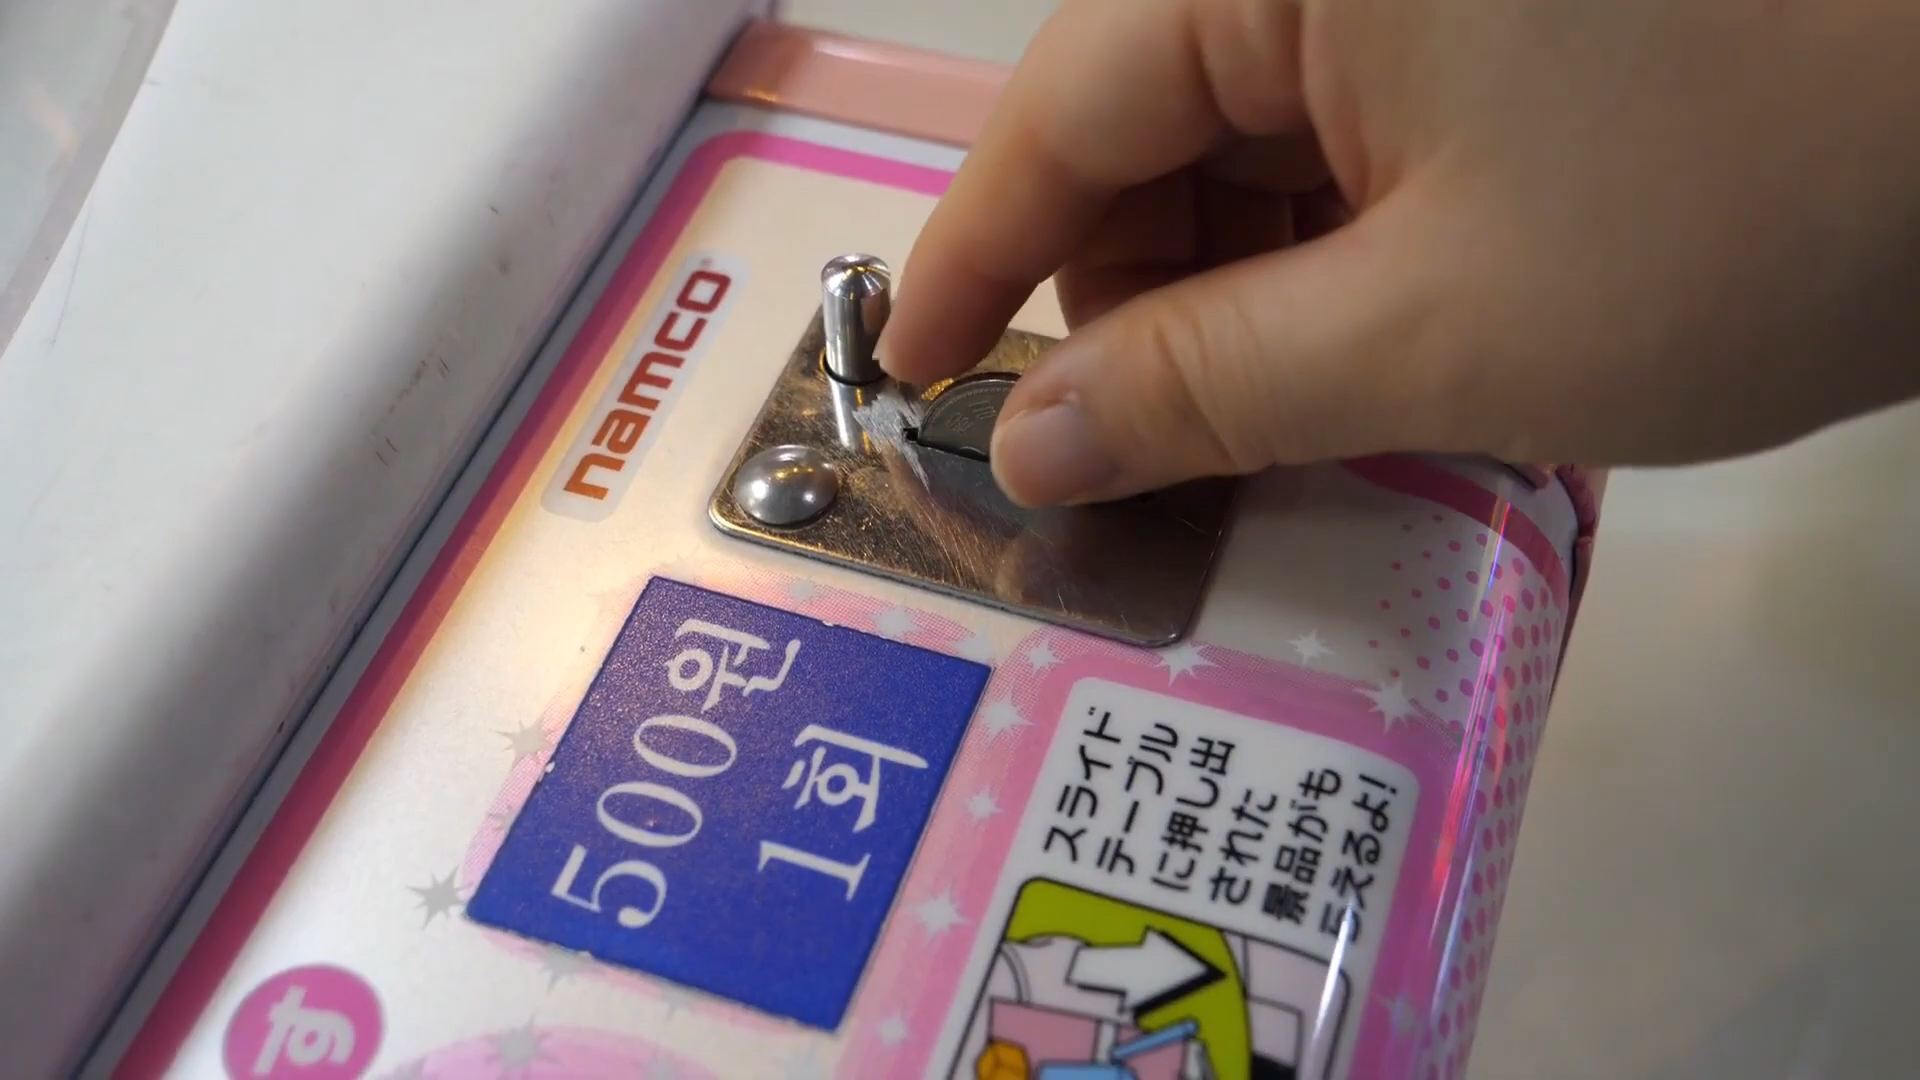 namco
500원
1회
スライド
テーブル
に押し出
された
景品がも
らえるよ!
す